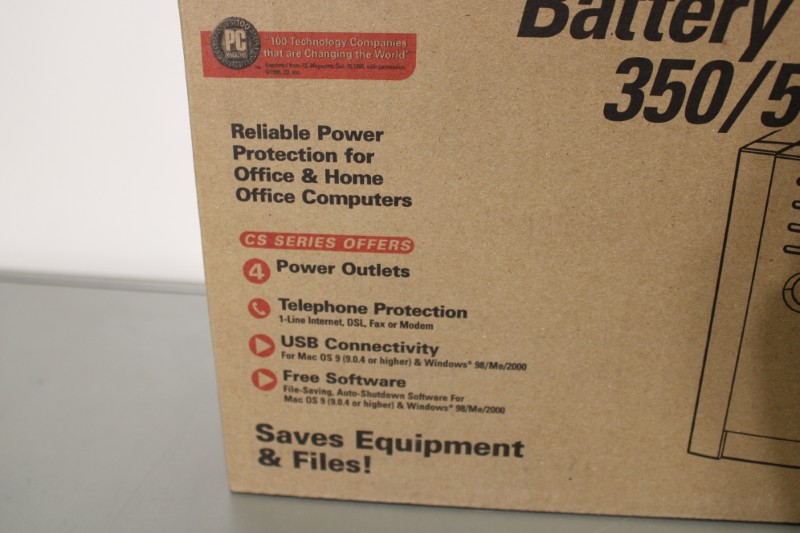 Battery
350/5
100
PC
MAGAZINE
"100 Technology Companies
that are Changing the World"
Reliable Power
Protection for
Office & Home
Office Computers
CS SERIES OFFERS
4 Power Outlets
Telephone Protection
1-Line Internet, DSL, Fax or Modem
USB Connectivity
For Mac OS 9 (9.0.4 or higher) & Windows® 98/Me/2000
Free Software
File-Saving, Auto-Shutdown Software For
Mac OS 9 (9.0.4 or higher) & Windows® 98/Me/2000
Saves Equipment
& Files!